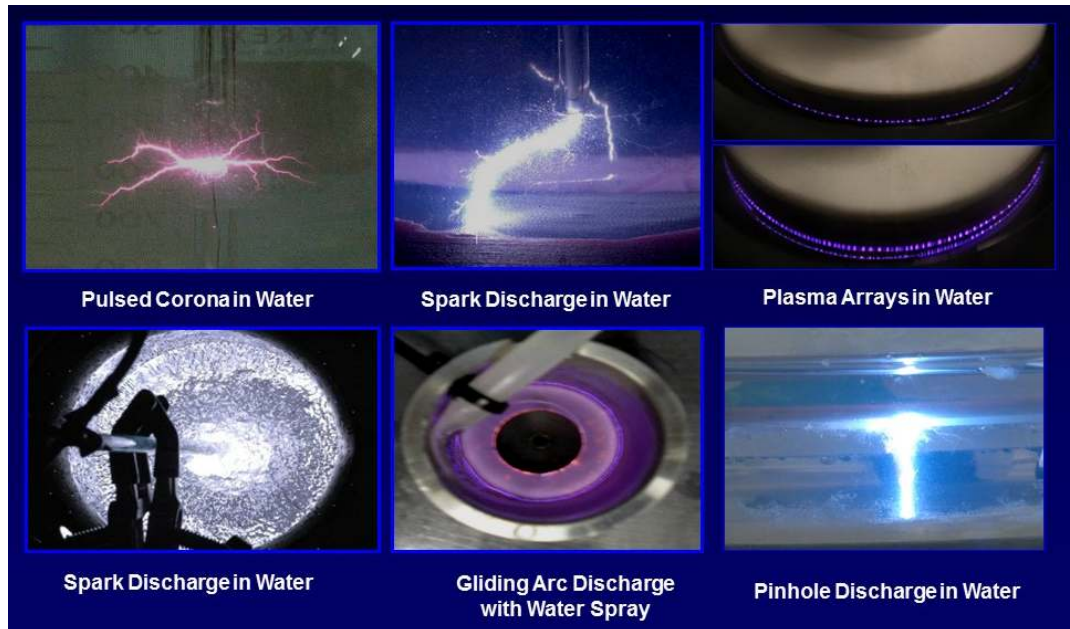 Pulsed Corona in Water
Spark Discharge in Water
Plasma Arrays in Water
Spark Discharge in Water
Gliding Arc Discharge
with Water Spray
Pinhole Discharge in Water